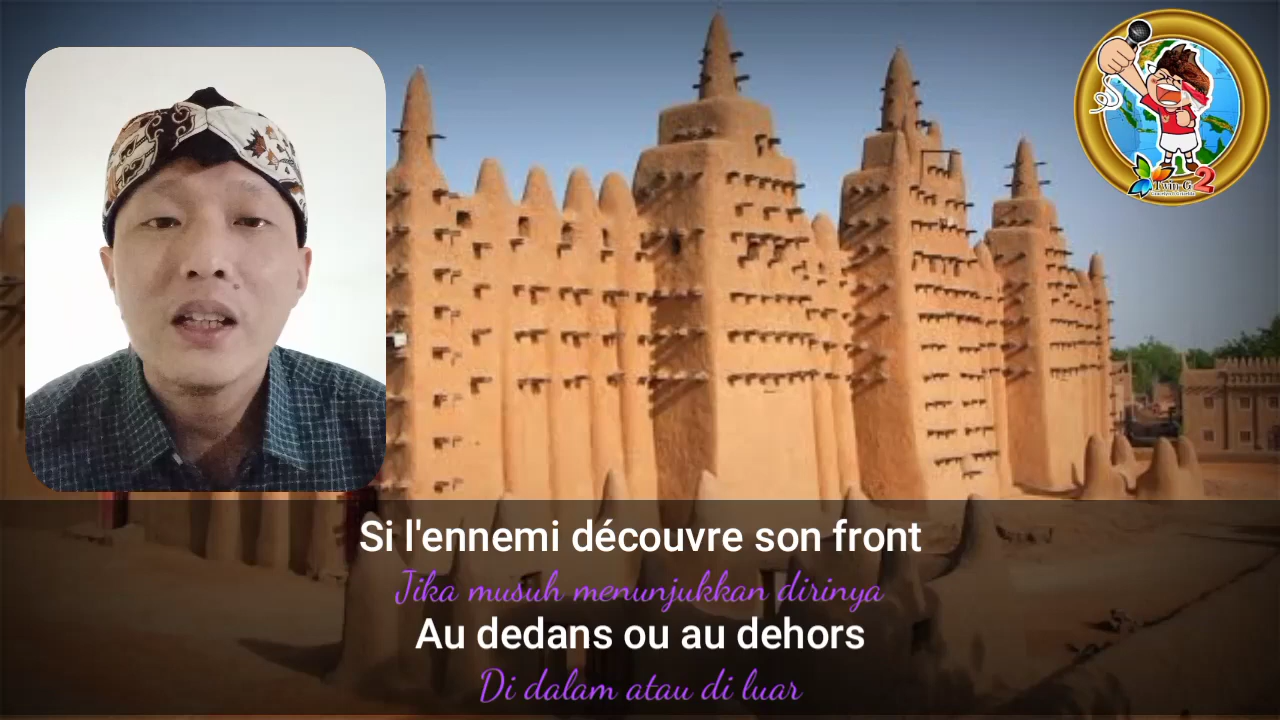 Si l'ennemi découvre son front
Jika musuh menunjukkan dirinya
Au dedans ou au dehors
Di dalam atau di luar
2